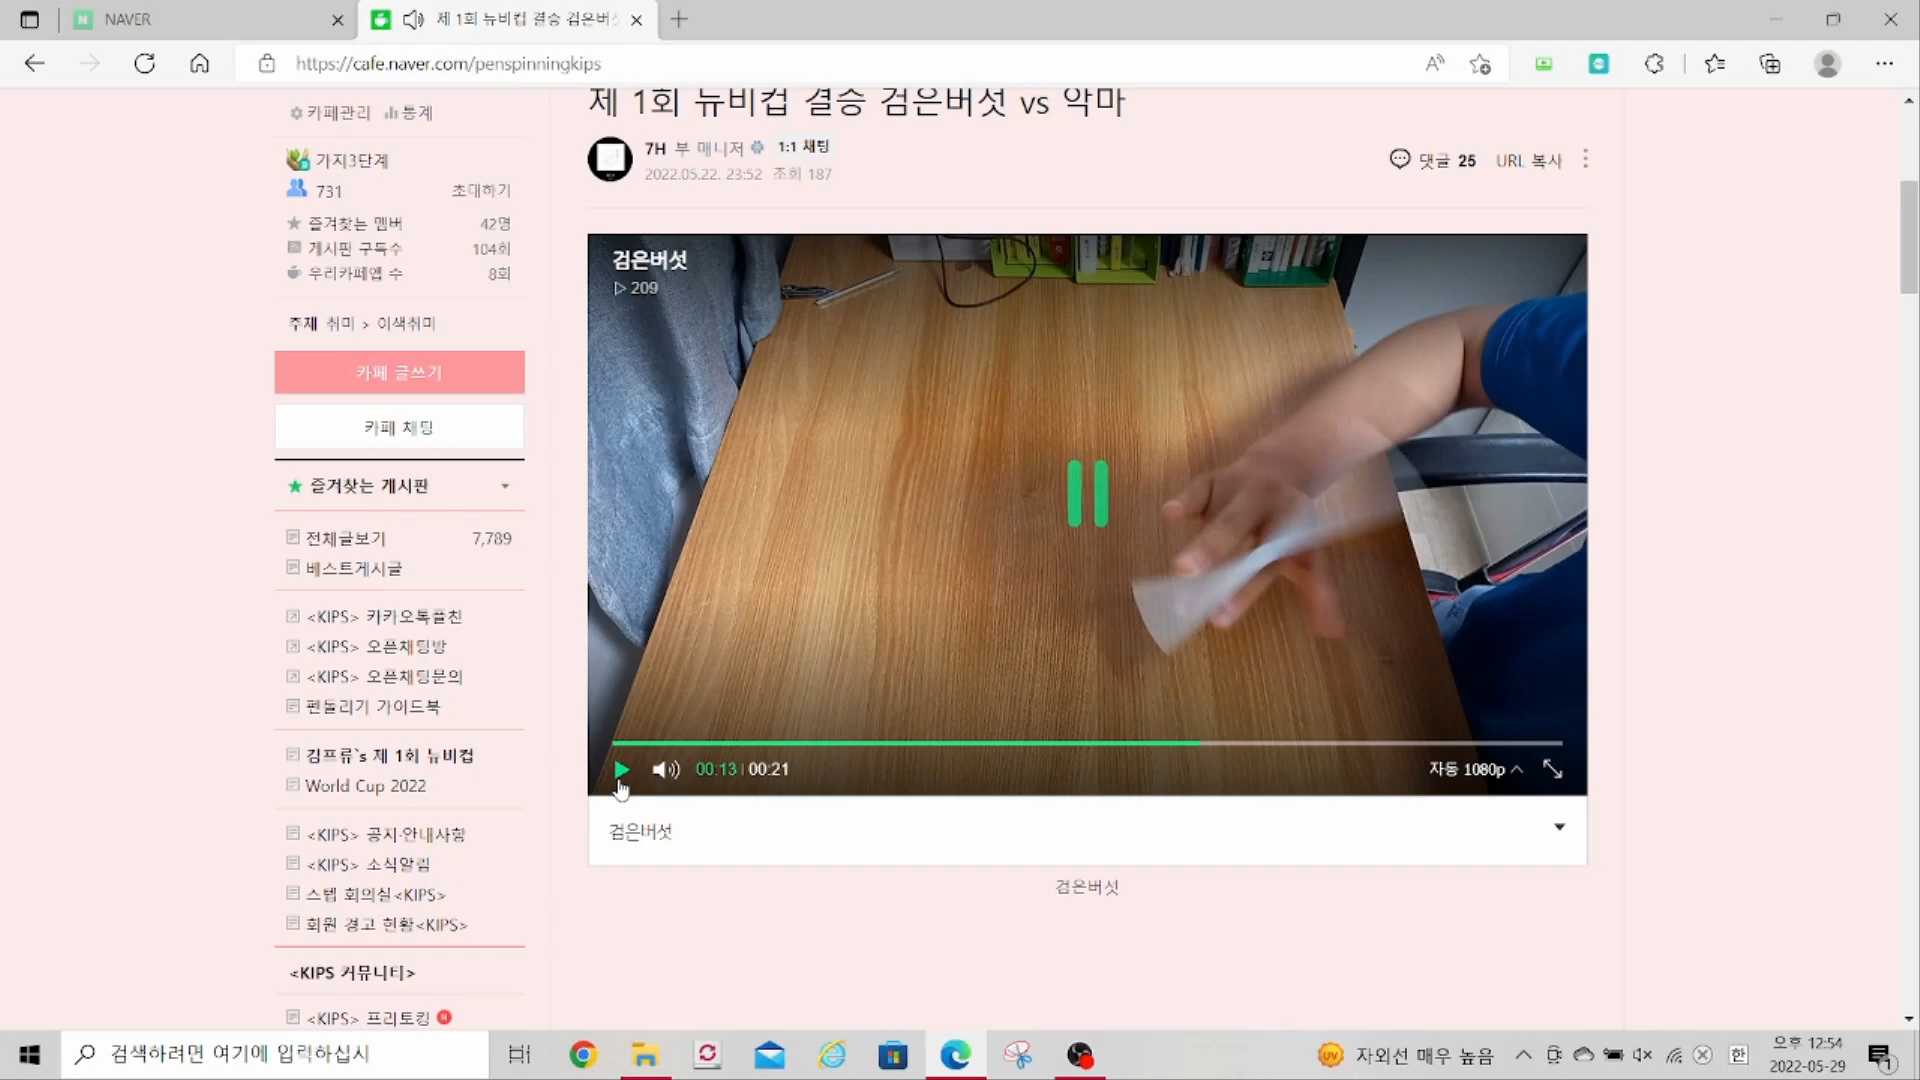 NAVER
제 1회 뉴비컵 결승 검은버섯
https://cafe.naver.com/penspinningkips
카페관리 통계
가지3단계
731 초대하기
즐겨찾는 멤버 42명
게시판 구독수 104회
우리카페앱 수 8회
주제 취미 > 이색취미
카페 글쓰기
카페 채팅
즐겨찾는 게시판
전체글보기 7,789
베스트게시글
<KIPS> 카카오톡플친
<KIPS> 오픈채팅방
<KIPS> 오픈채팅문의
펜돌리기 가이드북
김프류`s 제 1회 뉴비컵
World Cup 2022
<KIPS> 공지·안내사항
<KIPS> 소식알림
스텝 회의실<KIPS>
회원 경고 현황<KIPS>
<KIPS 커뮤니티>
<KIPS> 프리토킹 N
제 1회 뉴비컵 결승 검은버섯 vs 악마
7H 부 매니저 1:1 채팅
2022.05.22. 23:52 조회 187
댓글 25 URL 복사
검은버섯
209
00:13 | 00:21
자동 1080p
검은버섯
검은버섯
검색하려면 여기에 입력하십시
UV 자외선 매우 높음
한
오후 12:54
2022-05-29
1